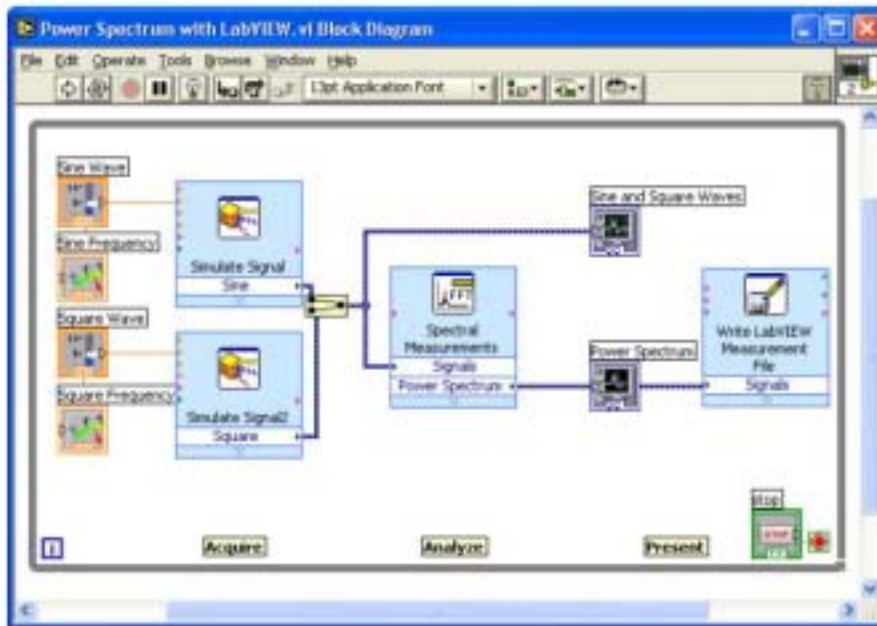 Power Spectrum with LabVIEW.vi Block Diagram
File Edit Operate Tools Browse Window Help
13pt Application Font
2
Sine Wave
Sine Frequency
Square Wave
Square Frequency
Simulate Signal
Sine
Simulate Signal2
Square
Sine and Square Waves
FFT
Spectral
Measurements
Signals
Power Spectrum
Power Spectrum
Write LabVIEW
Measurement
File
Signals
stop
STOP
i
Acquire
Analyze
Present